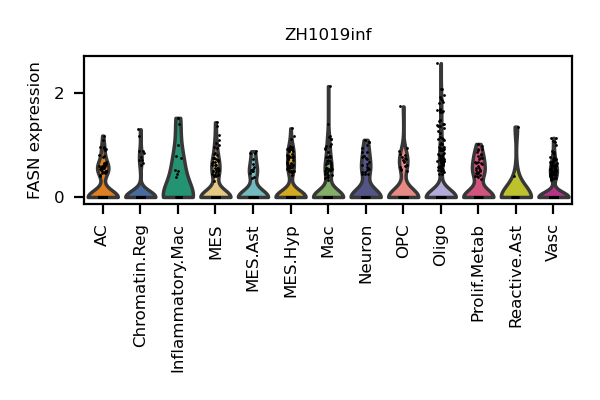 ZH1019inf
FASN expression
2
0
AC
Chromatin.Reg
Inflammatory.Mac
MES
MES.Ast
MES.Hyp
Mac
Neuron
OPC
Oligo
Prolif.Metab
Reactive.Ast
Vasc